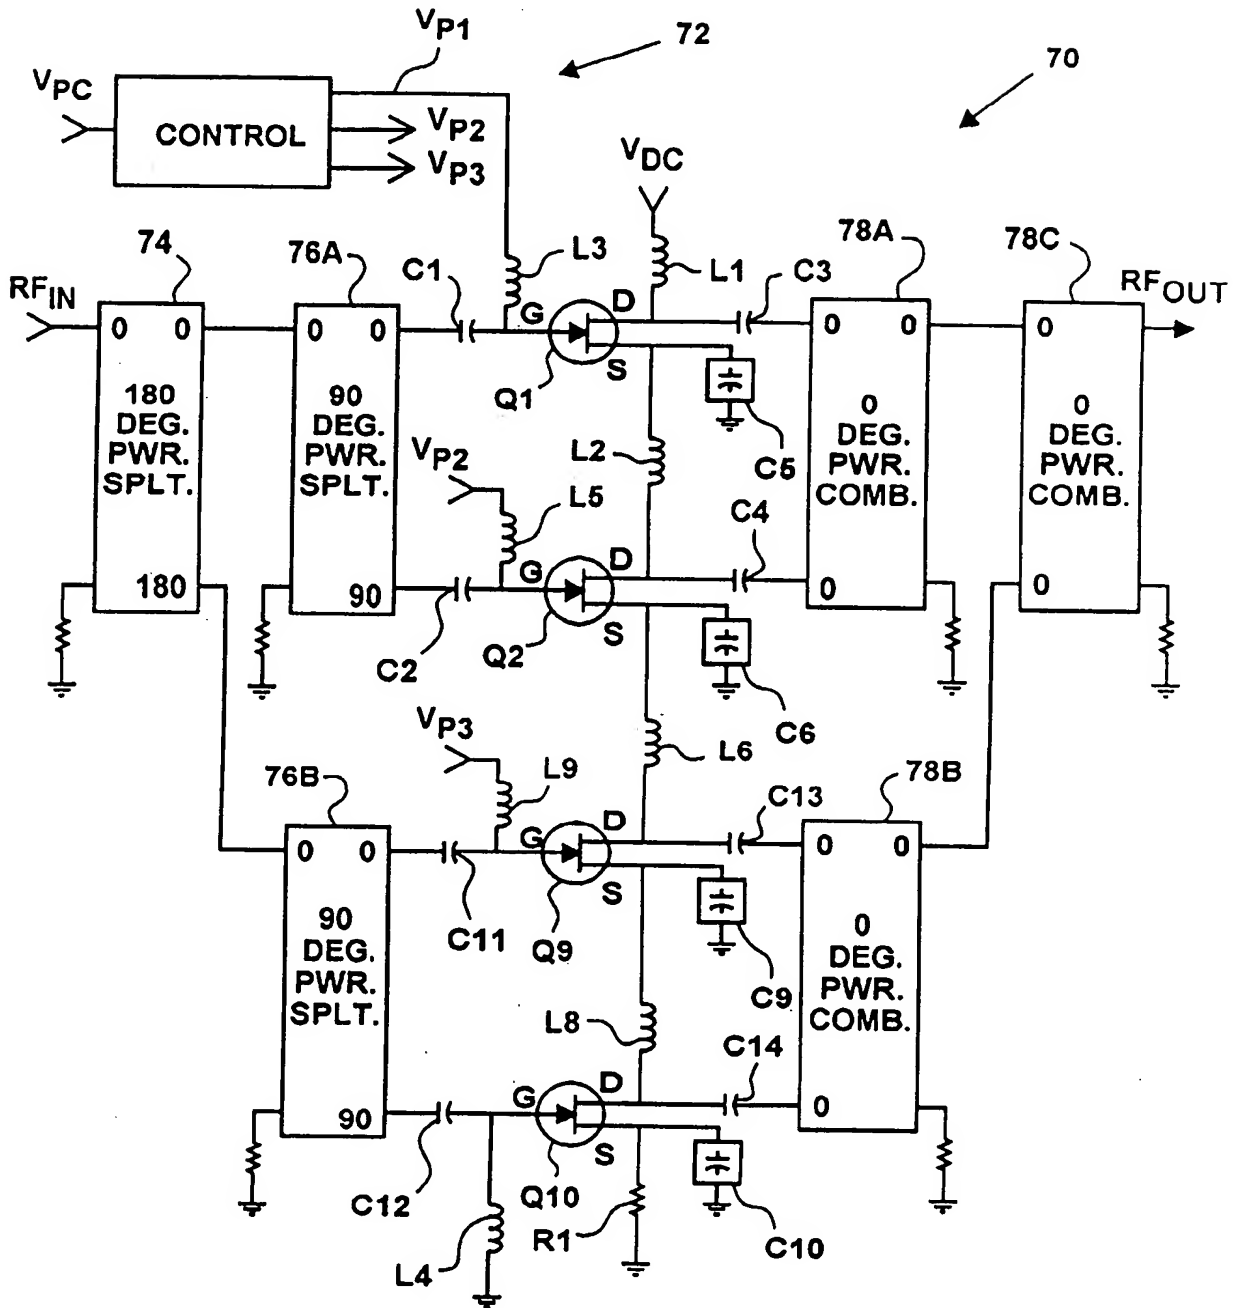 VP1
72
70
VPC
CONTROL
VP2
VP3
VDC
74
76A
C1
L3
L1
C3
78A
78C
RFIN
RFOUT
0 0
180
DEG.
PWR.
SPLT.
180
0 0
90
DEG.
PWR.
SPLT.
90
G
D
S
Q1
C5
0 0
0
DEG.
PWR.
COMB.
0
0
0
DEG.
PWR.
COMB.
0
VP2
L5
L2
C4
G
D
S
C2
Q2
C6
VP3
L9
L6
76B
78B
C13
0 0
90
DEG.
PWR.
SPLT.
90
G
D
S
C11
Q9
C9
0 0
0
DEG.
PWR.
COMB.
0
L8
C14
G
D
S
C12
Q10
R1
C10
L4